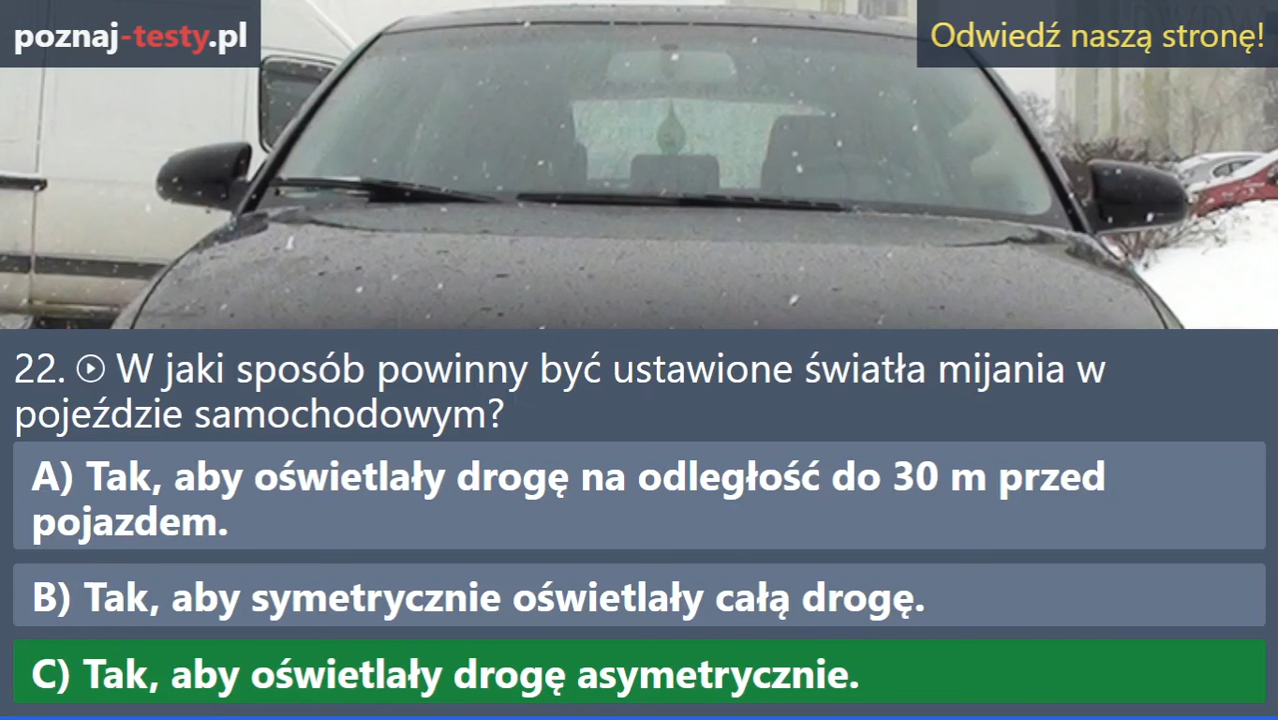 poznaj-testy.pl
Odwiedź naszą stronę!
22. W jaki sposób powinny być ustawione światła mijania w
pojeździe samochodowym?
A) Tak, aby oświetlały drogę na odległość do 30 m przed
pojazdem.
B) Tak, aby symetrycznie oświetlały całą drogę.
C) Tak, aby oświetlały drogę asymetrycznie.